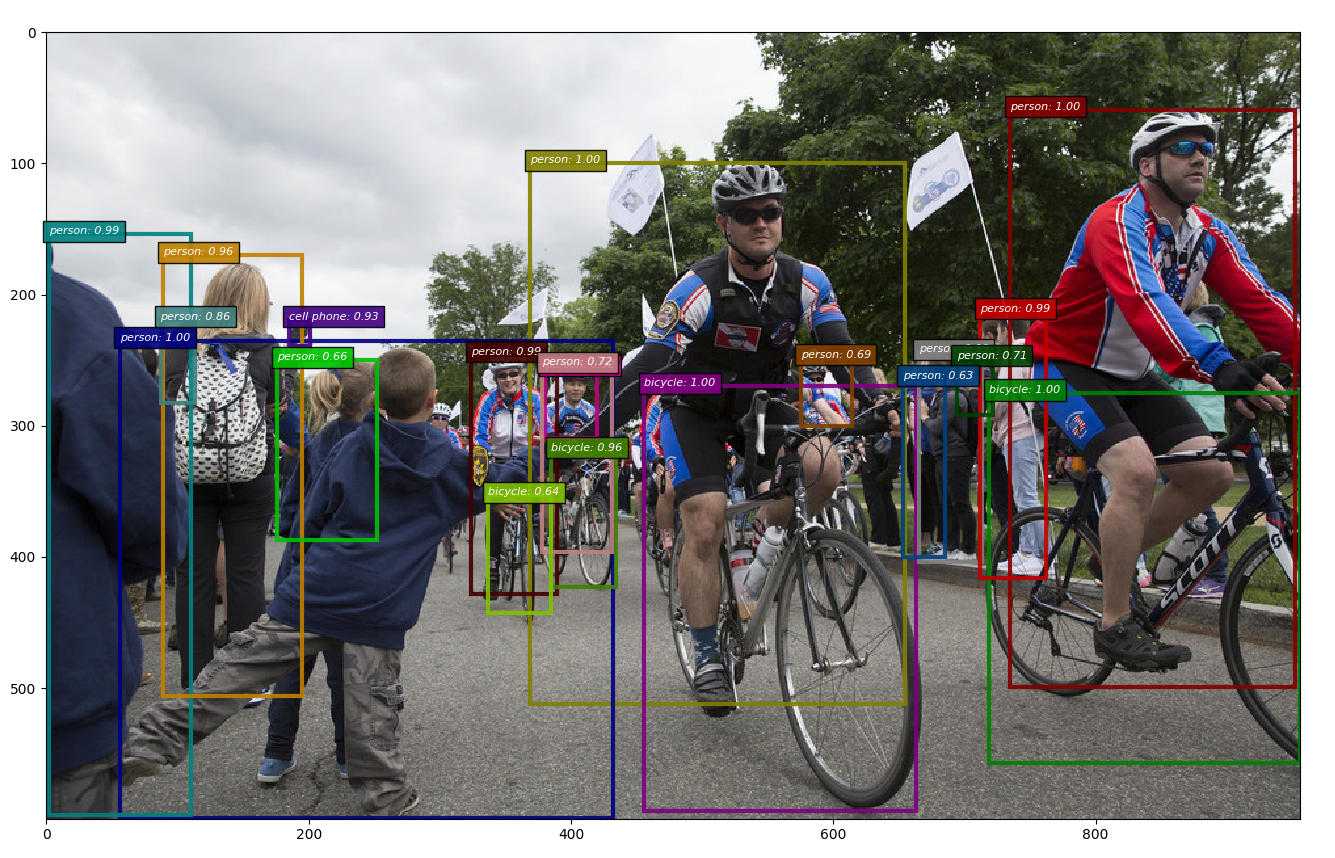 0
person: 1.00
100
person: 1.00
person: 0.99
person: 0.96
200
person: 0.86
cell phone: 0.93
person: 0.99
person: 1.00
person: 0.66
person: 0.99
person: 0.72
person: 0.69
person: 0.71
person: 0.63
bicycle: 1.00
bicycle: 1.00
300
bicycle: 0.96
bicycle: 0.64
400
SCOTT
500
0
200
400
600
800